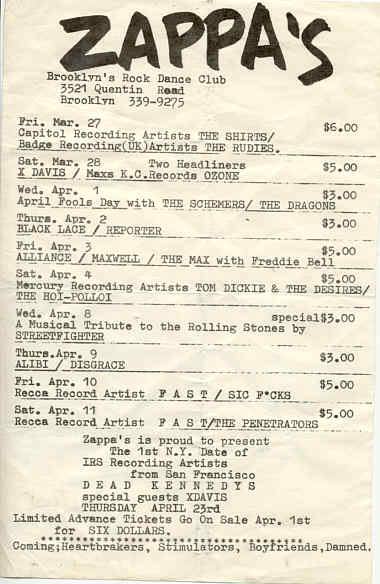 ZAPPA'S
Brooklyn's Rock Dance Club
3521 Quentin Road
Brooklyn 339-9275
Fri. Mar. 27
Capitol Recording Artists THE SHIRTS/ $6.00
Badge Recording(UK)Artists THE RUDIES.
Sat. Mar. 28 Two Headliners $5.00
X DAVIS / Maxs K.C.Records OZONE
Wed. Apr. 1 $3.00
April Fools Day with THE SCHEMERS/ THE DRAGONS
Thurs. Apr. 2 $3.00
BLACK LACE / REPORTER
Fri. Apr. 3 $5.00
ALLIANCE / MAXWELL / THE MAX with Freddie Bell
Sat. Apr. 4 $5.00
Mercury Recording Artists TOM DICKIE & THE DESIRES/
THE HOI-POLLOI
Wed. Apr. 8 special$3.00
A Musical Tribute to the Rolling Stones by
STREETFIGHTER
Thurs.Apr. 9 $3.00
ALIBI / DISGRACE
Fri. Apr. 10 $5.00
Recca Record Artist F A S T / SIC F*CKS
Sat. Apr. 11 $5.00
Recca Record Artist F A S T/THE PENETRATORS
Zappa's is proud to present
The 1st N.Y. Date of
IRS Recording Artists
from San Francisco
D E A D K E N N E D Y S
special guests XDAVIS
THURSDAY APRIL 23rd
Limited Advance Tickets Go On Sale Apr. 1st
for SIX DOLLARS.
Coming;Heartbrakers, Stimulators, Boyfriends,Damned.